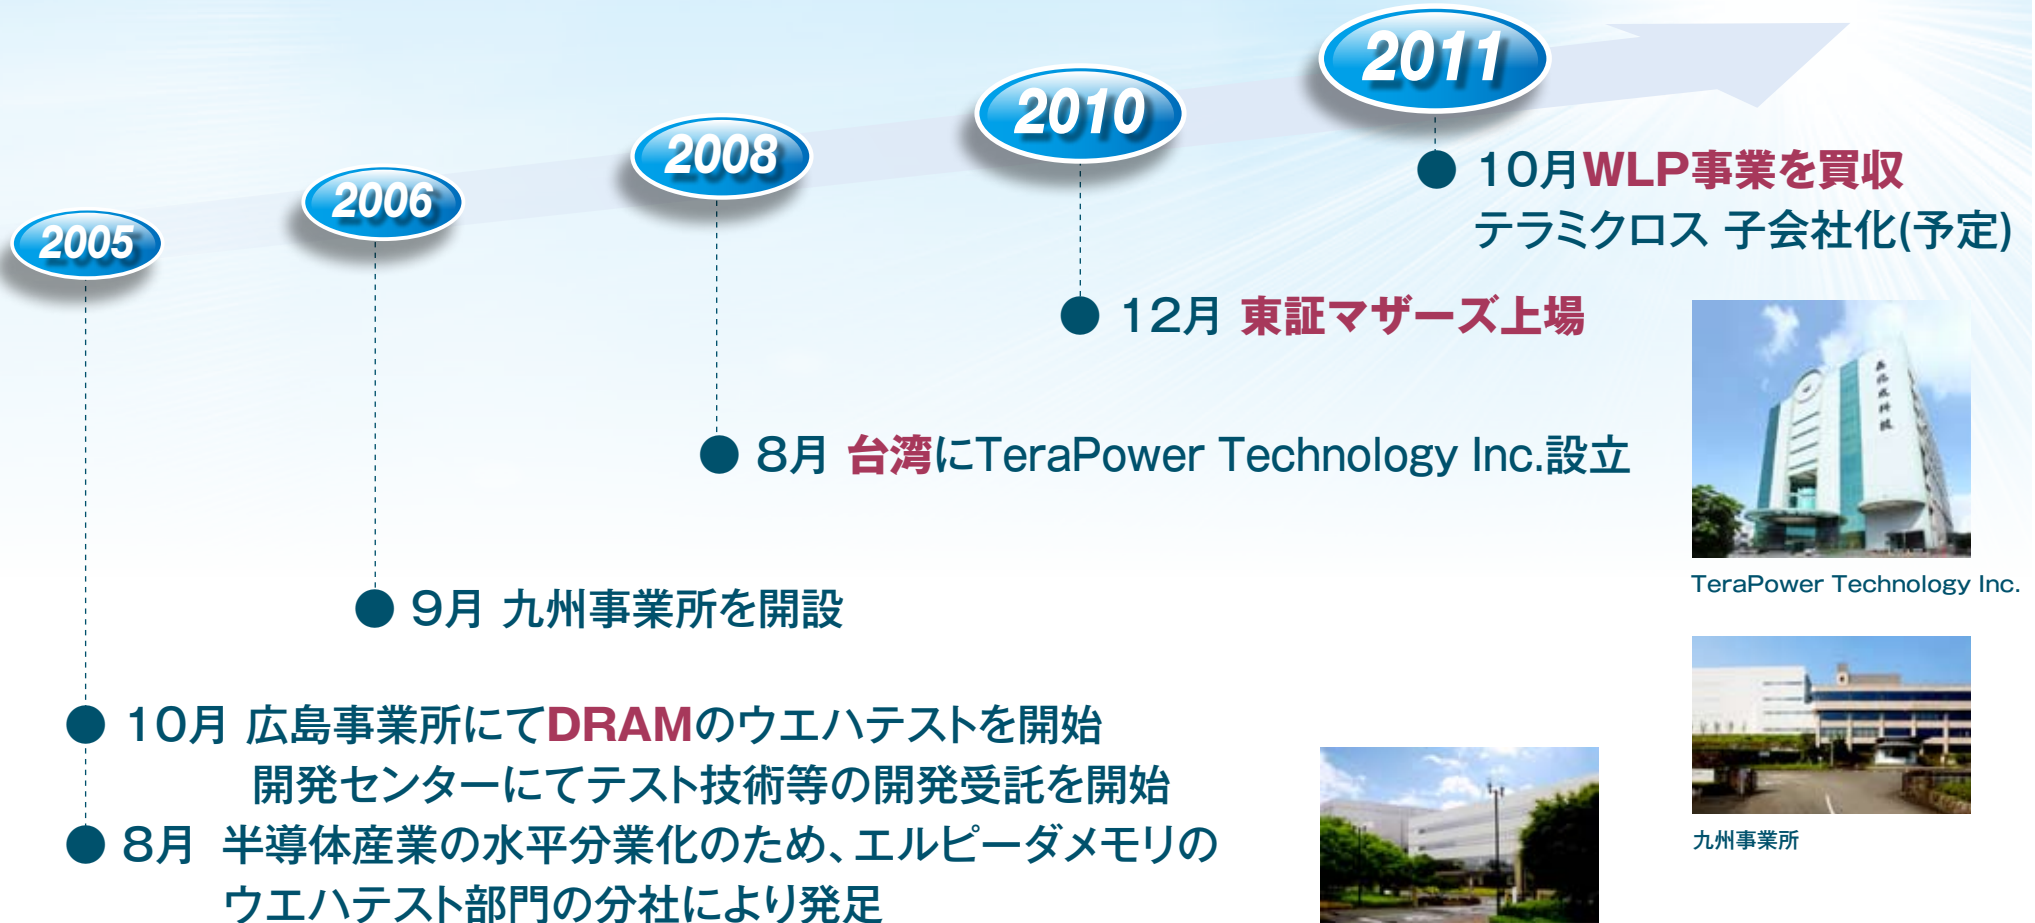 2011
2010
2008
2006
2005
● 10月WLP事業を買収
テラミクロス 子会社化(予定)
● 12月 東証マザーズ上場
● 8月 台湾にTeraPower Technology Inc.設立
TeraPower Technology Inc.
● 9月 九州事業所を開設
● 10月 広島事業所にてDRAMのウエハテストを開始
開発センターにてテスト技術等の開発受託を開始
● 8月 半導体産業の水平分業化のため、エルピーダメモリの
ウエハテスト部門の分社により発足
九州事業所